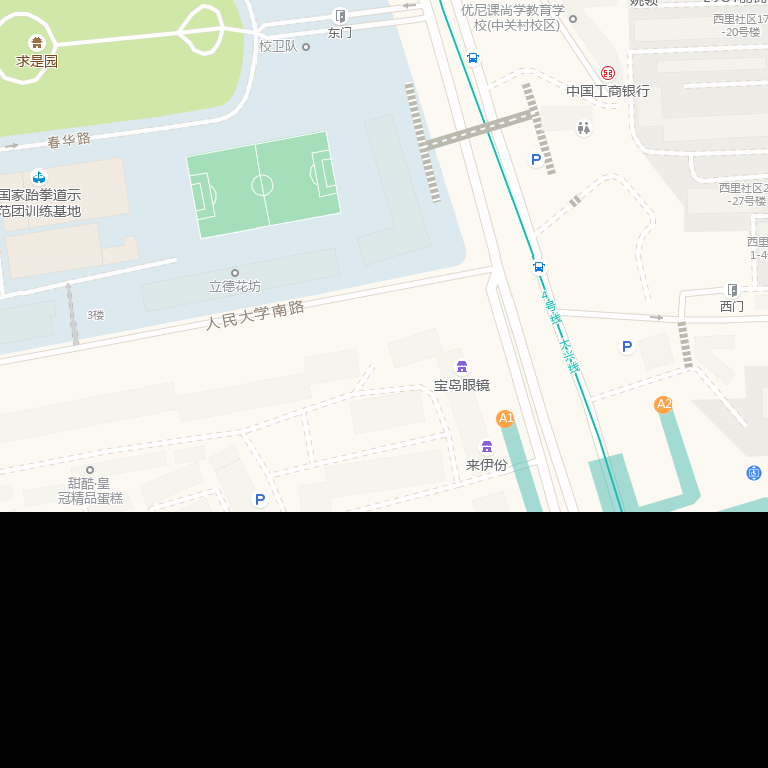 优尼课尚学教育学
校(中关村校区)
西里社区17
-20号楼
东门
校卫队
求是园
中国工商银行
春华路
P
国家跆拳道示
范团训练基地
西里社区2
-27号楼
西里
1-4
立德花坊
3楼
人民大学南路
4号线
大兴线
西门
P
宝岛眼镜
A1
A2
来伊份
甜酷·皇
冠精品蛋糕
P